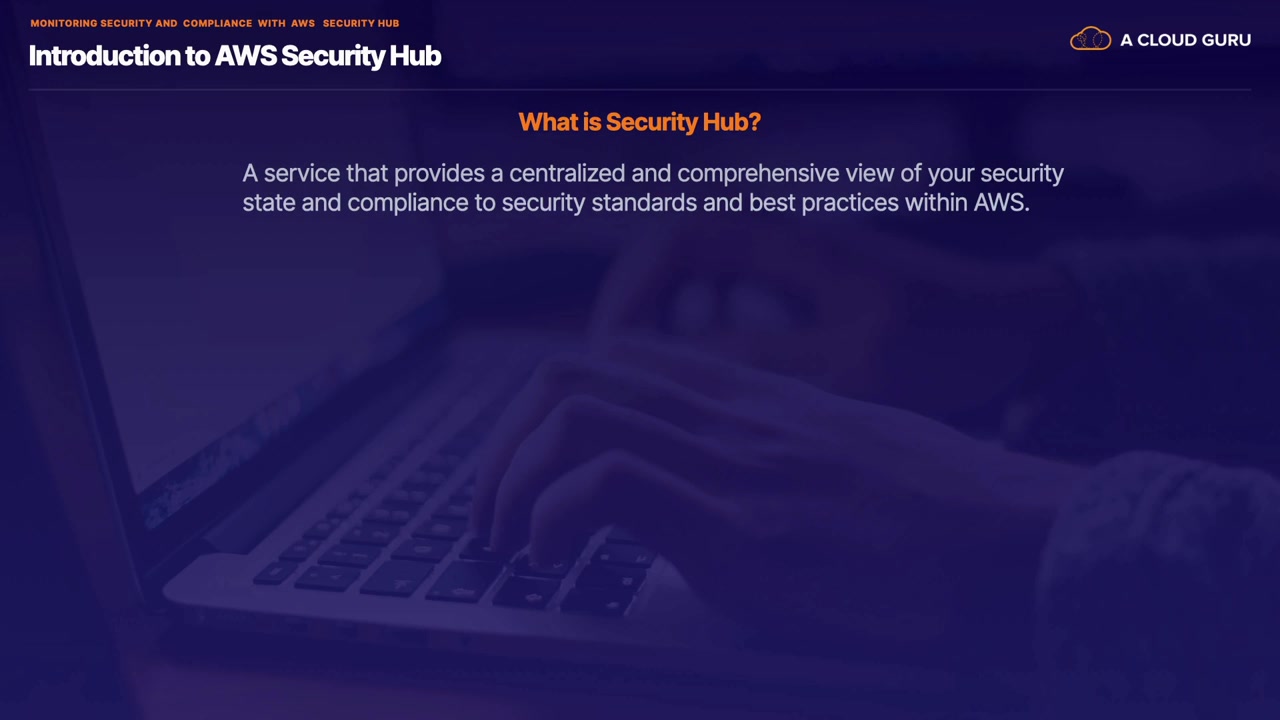 MONITORING SECURITY AND COMPLIANCE WITH AWS SECURITY HUB
Introduction to AWS Security Hub
A CLOUD GURU
What is Security Hub?
A service that provides a centralized and comprehensive view of your security
state and compliance to security standards and best practices within AWS.